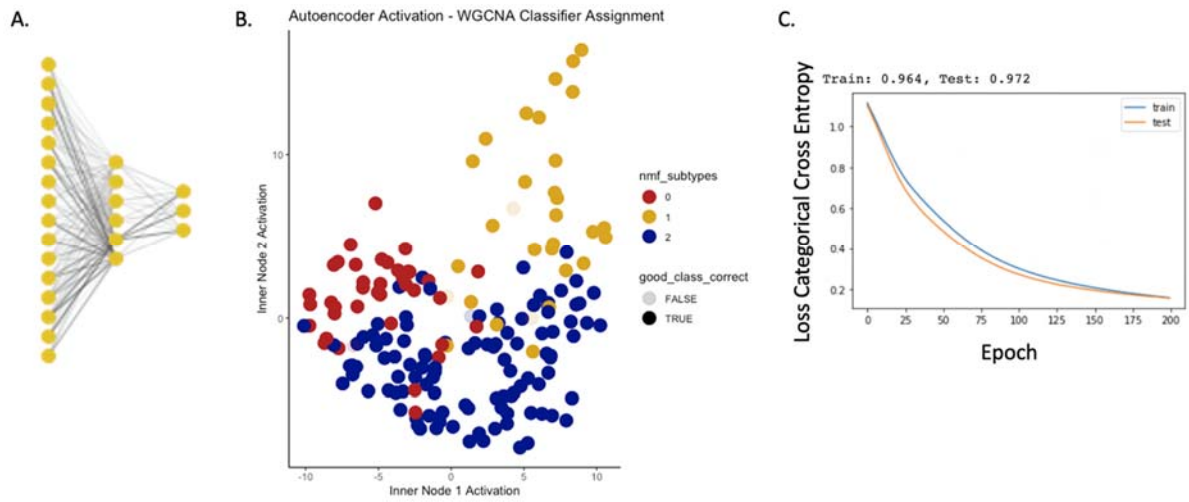 A.
B.
C.
Autoencoder Activation - WGCNA Classifier Assignment
Inner Node 2 Activation
10
0
-10
-5
0
5
10
Inner Node 1 Activation
nmf_subtypes
0
1
2
good_class_correct
FALSE
TRUE
Loss Categorical Cross Entropy
Train: 0.964, Test: 0.972
train
test
1.0
0.8
0.6
0.4
0.2
0
25
50
75
100
125
150
175
200
Epoch